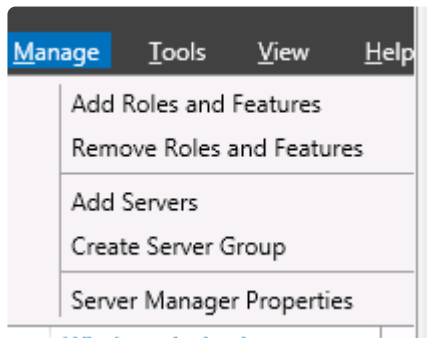 Manage Tools View Help
Add Roles and Features
Remove Roles and Features
Add Servers
Create Server Group
Server Manager Properties